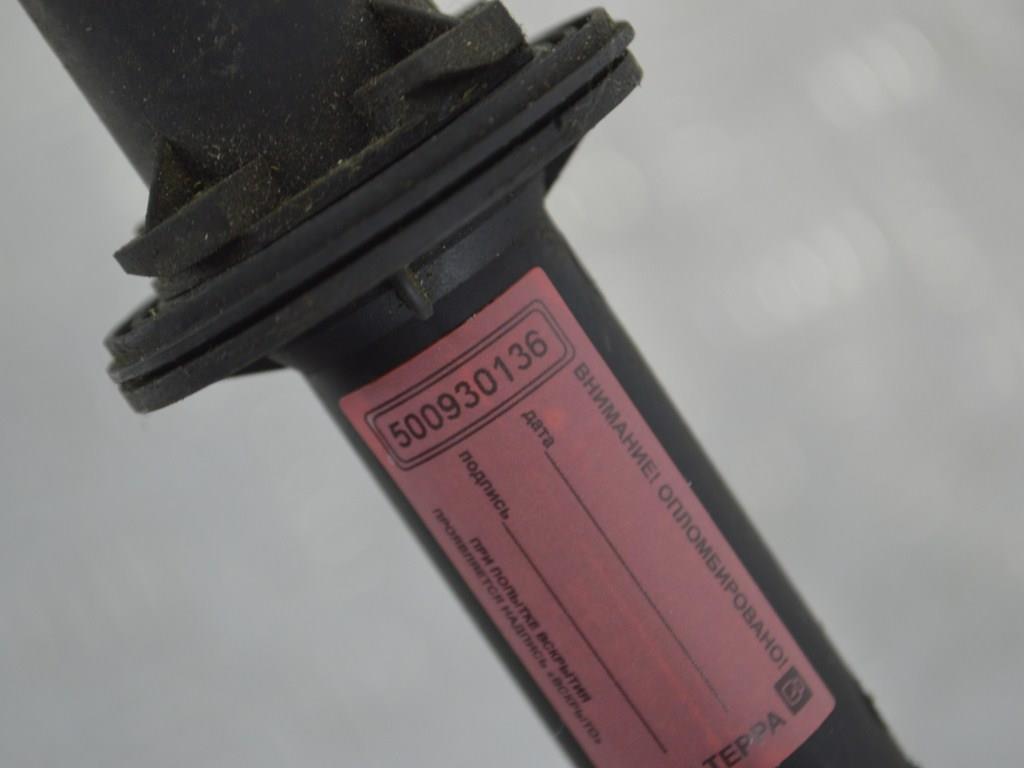 500930136
ВНИМАНИЕ! ОПЛОМБИРОВАНО!
дата
подпись
ПРИ ПОПЫТКЕ ВСКРЫТИЯ
ПРОЯВЛЯЕТСЯ НАДПИСЬ «ВСКРЫТО»
ТЕРРА